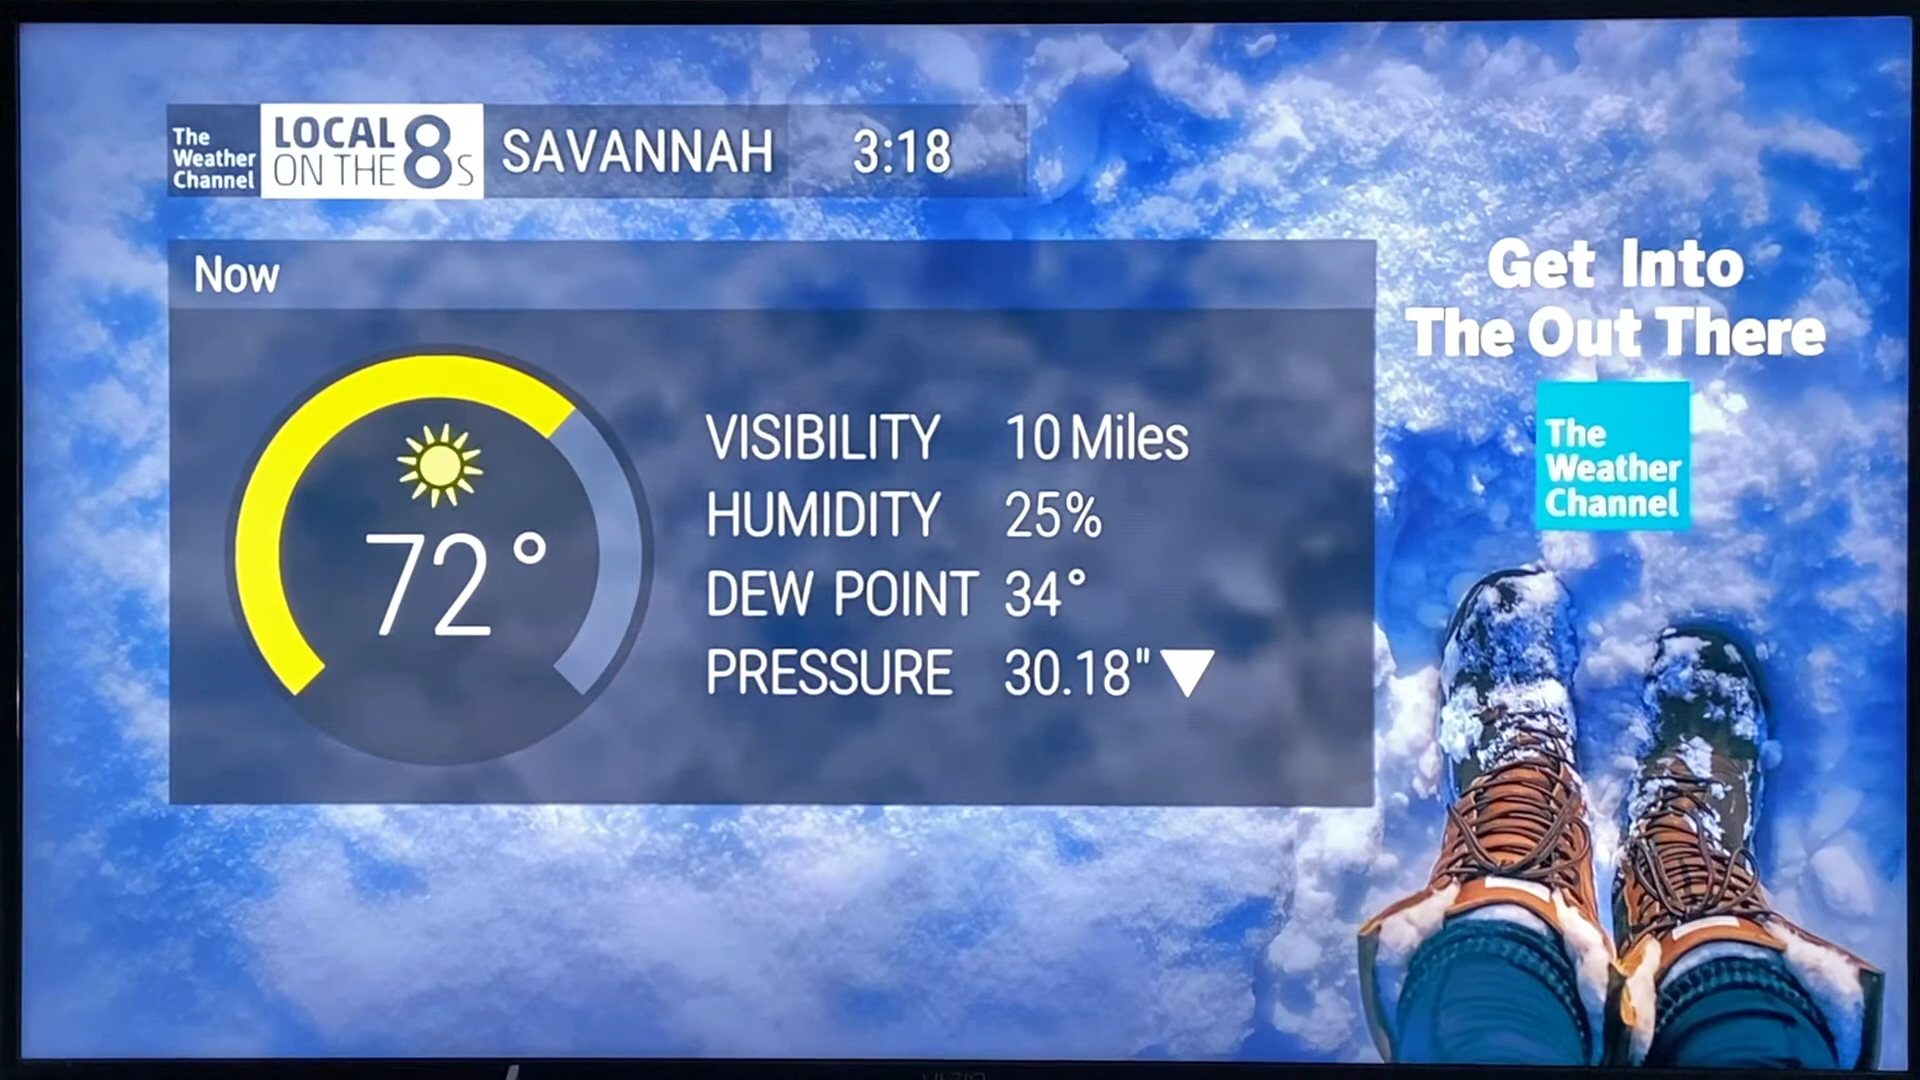 The
Weather
Channel
LOCAL
ON THE 8s
SAVANNAH
3:18
Now
72°
VISIBILITY 10 Miles
HUMIDITY 25%
DEW POINT 34°
PRESSURE 30.18" ▼
Get Into
The Out There
The
Weather
Channel